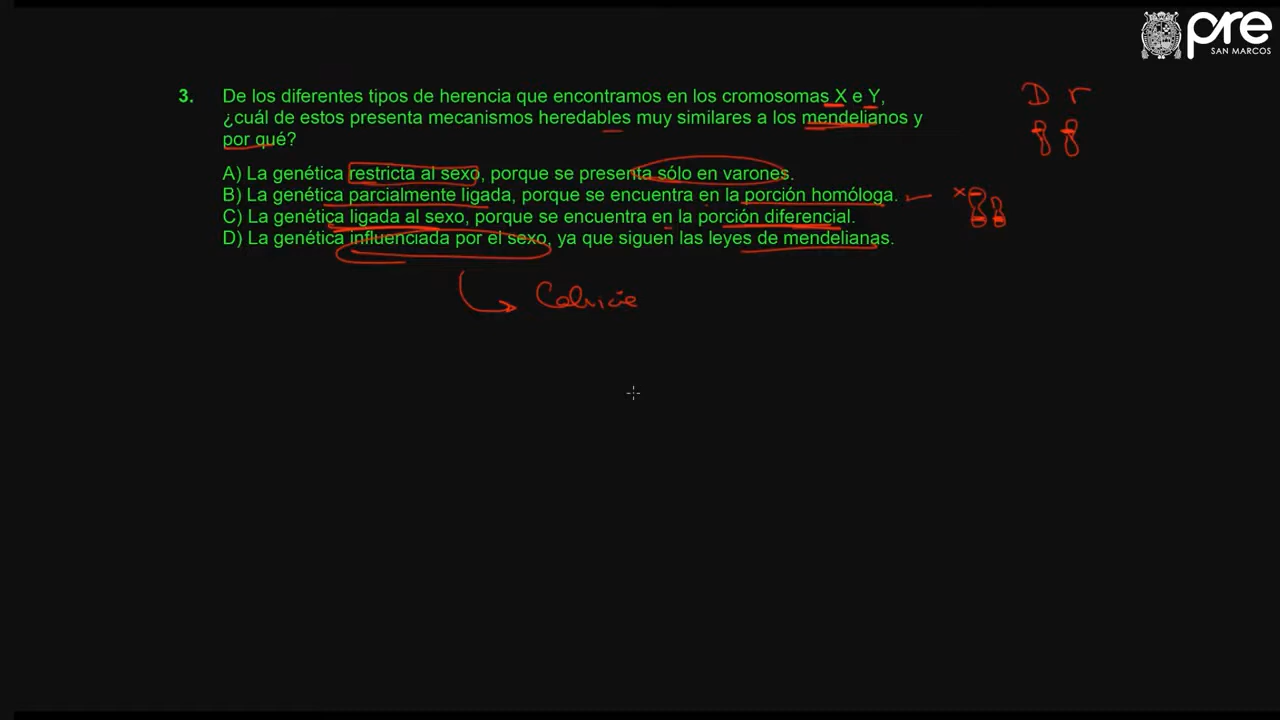 pre
SAN MARCOS
3. De los diferentes tipos de herencia que encontramos en los cromosomas X e Y,
¿cuál de estos presenta mecanismos heredables muy similares a los mendelianos y
por qué?
A) La genética restricta al sexo, porque se presenta sólo en varones.
B) La genética parcialmente ligada, porque se encuentra en la porción homóloga.
C) La genética ligada al sexo, porque se encuentra en la porción diferencial.
D) La genética influenciada por el sexo, ya que siguen las leyes de mendelianas.
D r
x
Calvicie